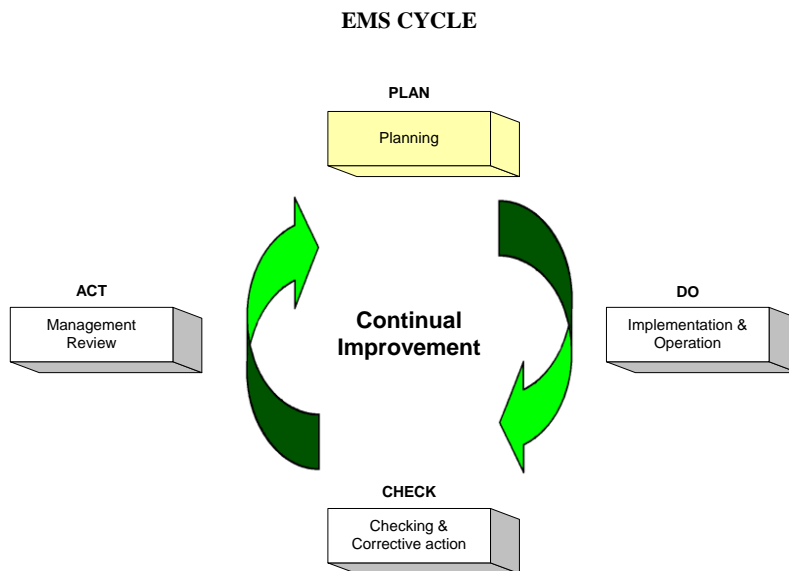 EMS CYCLE
PLAN
Planning
ACT
Management
Review
Continual
Improvement
DO
Implementation &
Operation
CHECK
Checking &
Corrective action